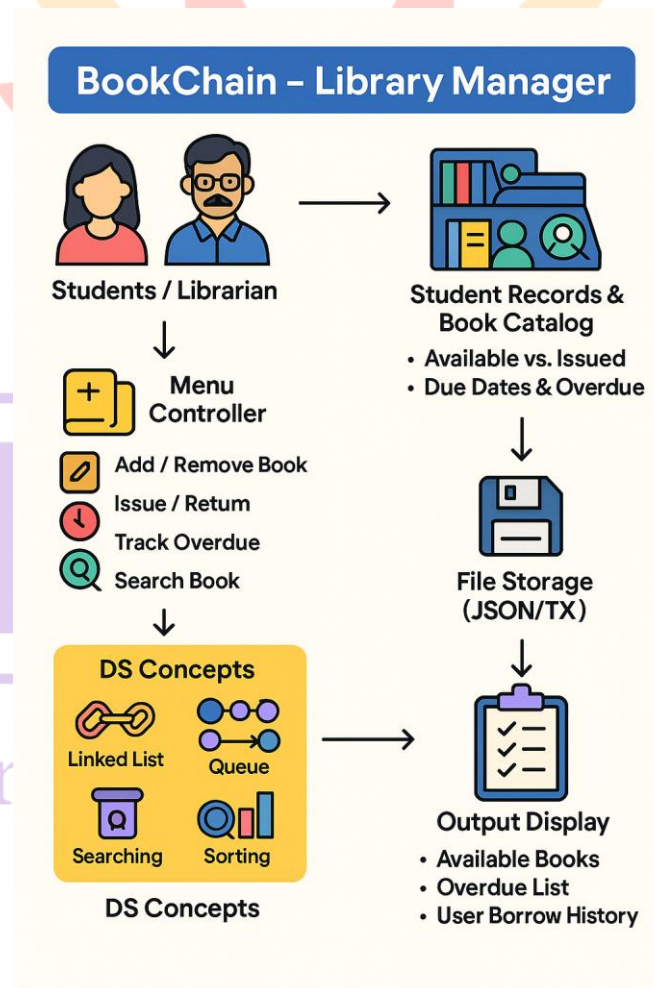 BookChain – Library Manager
Students / Librarian
Menu
Controller
Add / Remove Book
Issue / Return
Track Overdue
Search Book
DS Concepts
Linked List
Queue
Searching
Sorting
DS Concepts
Student Records &
Book Catalog
• Available vs. Issued
• Due Dates & Overdue
File Storage
(JSON/TX)
Output Display
• Available Books
• Overdue List
• User Borrow History